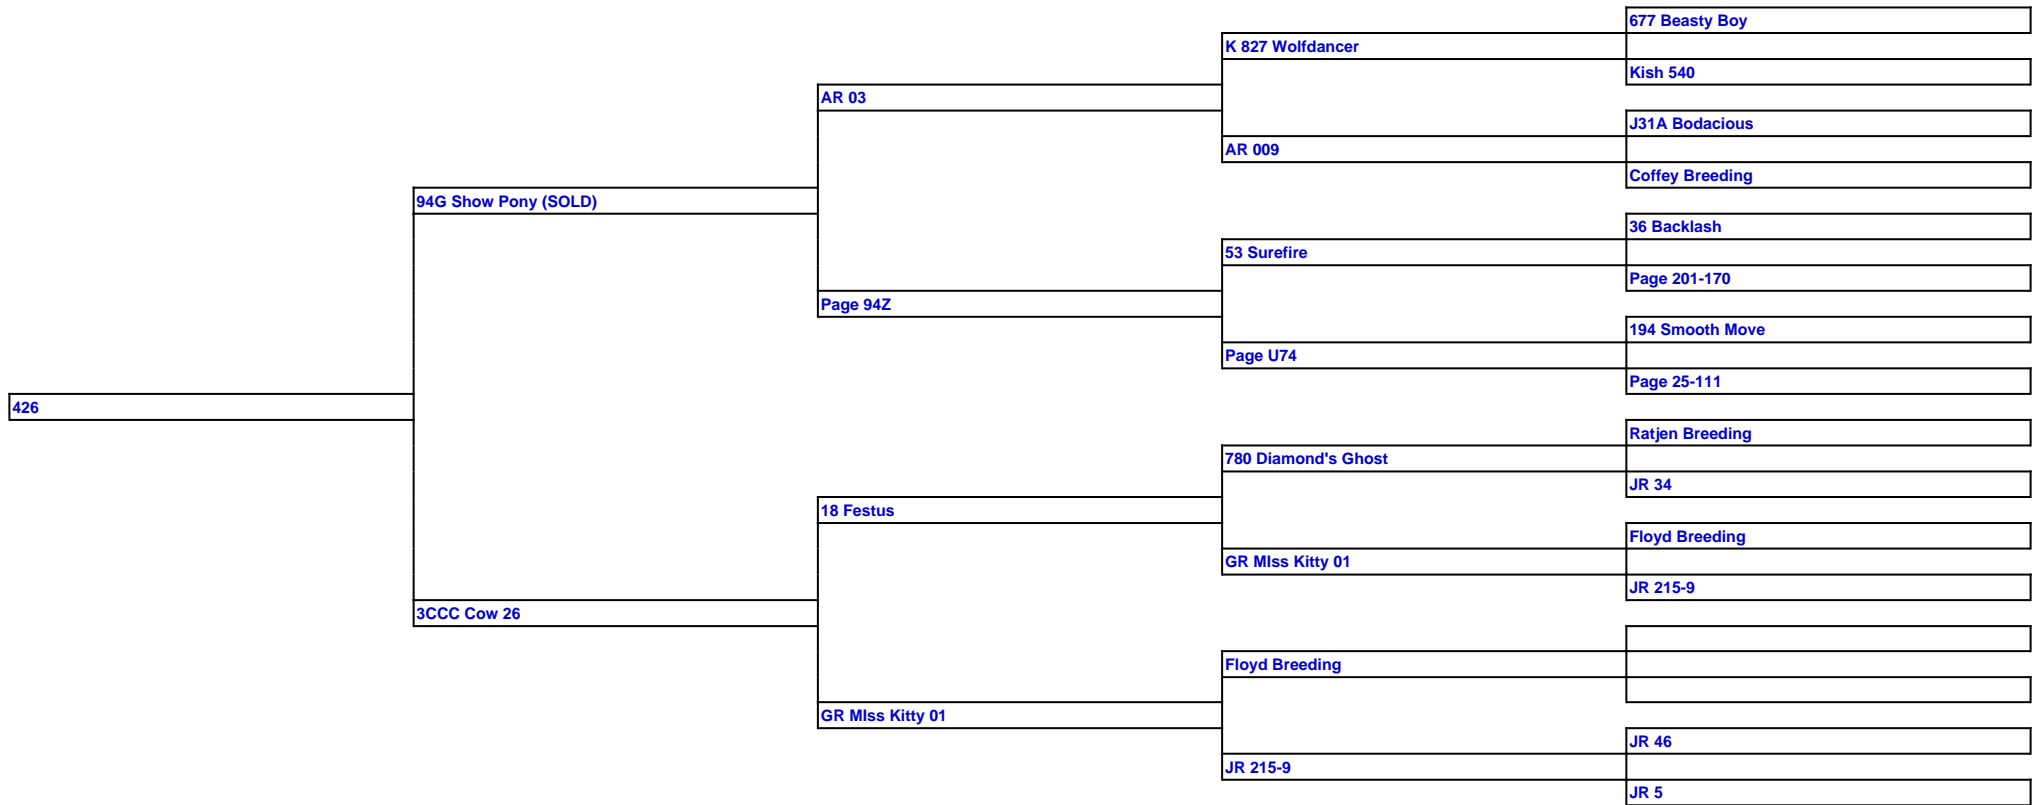 677 Beasty Boy
K 827 Wolfdancer
Kish 540
AR 03
J31A Bodacious
AR 009
Coffey Breeding
94G Show Pony (SOLD)
36 Backlash
53 Surefire
Page 201-170
Page 94Z
194 Smooth Move
Page U74
Page 25-111
426
Ratjen Breeding
780 Diamond's Ghost
JR 34
18 Festus
Floyd Breeding
GR MIss Kitty 01
JR 215-9
3CCC Cow 26
Floyd Breeding
GR MIss Kitty 01
JR 46
JR 215-9
JR 5